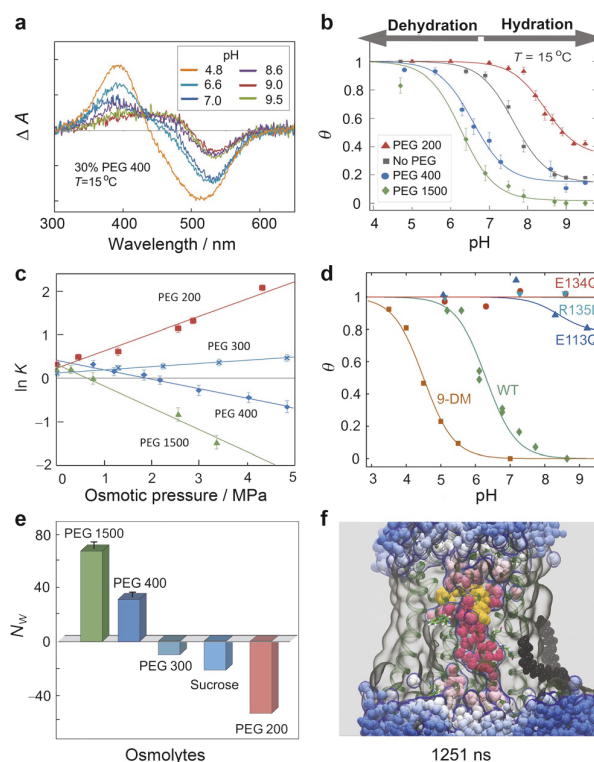 a
pH
4.8 8.6
6.6 9.0
7.0 9.5
Δ A
30% PEG 400
T=15 °C
300 400 500 600
Wavelength / nm
b
Dehydration Hydration
T = 15 °C
1
0.8
0.6
0.4
0.2
0
θ
PEG 200
No PEG
PEG 400
PEG 1500
4 5 6 7 8 9
pH
c
2
1
0
−1
−2
ln K
PEG 200
PEG 300
PEG 400
PEG 1500
0 1 2 3 4 5
Osmotic pressure / MPa
d
1
0.8
0.6
0.4
0.2
0
θ
E134Q
E113Q
9-DM
WT
3 4 5 6 7 8 9
pH
e
80
40
0
−40
N_W
PEG 1500
PEG 400
PEG 300
Sucrose
PEG 200
Osmolytes
f
1251 ns